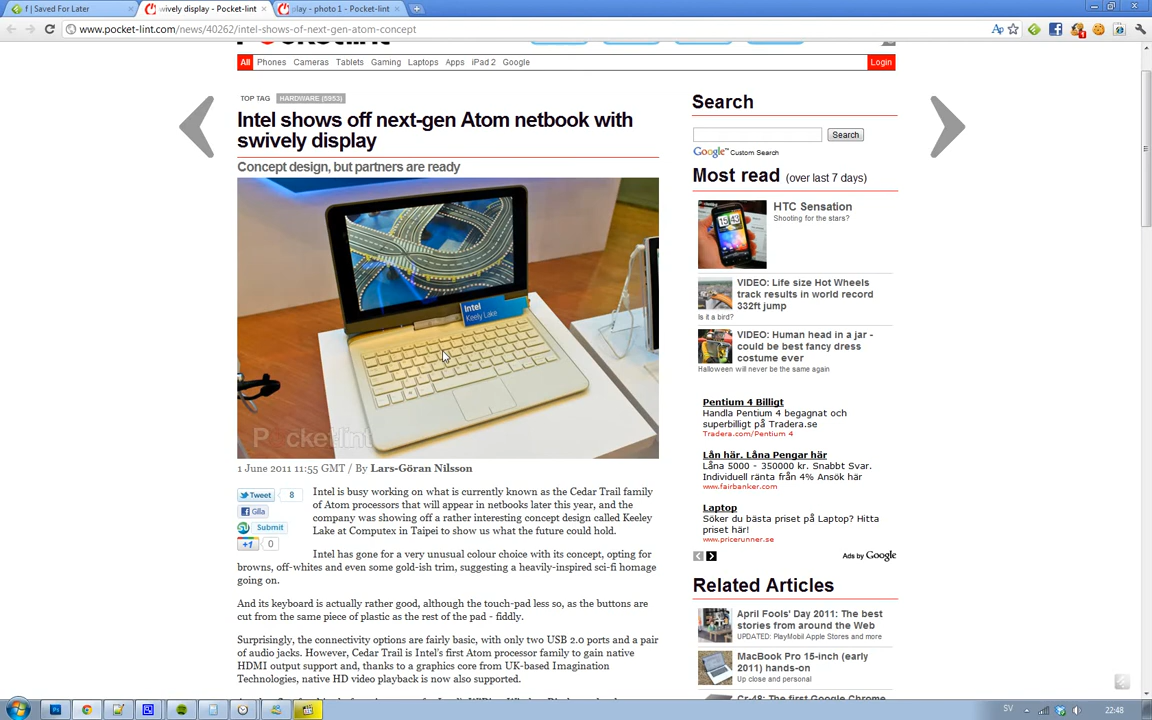 f | Saved For Later
wively display - Pocket-lint
play - photo 1 - Pocket-lint
www.pocket-lint.com/news/40262/intel-shows-of-next-gen-atom-concept
All Phones Cameras Tablets Gaming Laptops Apps iPad 2 Google Login
TOP TAG HARDWARE (5953)
Intel shows off next-gen Atom netbook with
swively display
Concept design, but partners are ready
Intel
Keely Lake
Pocket-lint
1 June 2011 11:55 GMT / By Lars-Göran Nilsson
Tweet 8
Gilla
Submit
+1 0
Intel is busy working on what is currently known as the Cedar Trail family
of Atom processors that will appear in netbooks later this year, and the
company was showing off a rather interesting concept design called Keeley
Lake at Computex in Taipei to show us what the future could hold.
Intel has gone for a very unusual colour choice with its concept, opting for
browns, off-whites and even some gold-ish trim, suggesting a heavily-inspired sci-fi homage
going on.
And its keyboard is actually rather good, although the touch-pad less so, as the buttons are
cut from the same piece of plastic as the rest of the pad - fiddly.
Surprisingly, the connectivity options are fairly basic, with only two USB 2.0 ports and a pair
of audio jacks. However, Cedar Trail is Intel's first Atom processor family to gain native
HDMI output support and, thanks to a graphics core from UK-based Imagination
Technologies, native HD video playback is now also supported.
Search
Search
Google™ Custom Search
Most read (over last 7 days)
HTC Sensation
Shooting for the stars?
VIDEO: Life size Hot Wheels
track results in world record
332ft jump
Is it a bird?
VIDEO: Human head in a jar -
could be best fancy dress
costume ever
Halloween will never be the same again
Pentium 4 Billigt
Handla Pentium 4 begagnat och
superbilligt på Tradera.se
Tradera.com/Pentium 4
Lån här. Låna Pengar här
Låna 5000 - 350000 kr. Snabbt Svar.
Individuell ränta från 4% Ansök här
www.fairbanker.com
Laptop
Söker du bästa priset på Laptop? Hitta
priset här!
www.pricerunner.se
Ads by Google
Related Articles
April Fools' Day 2011: The best
stories from around the Web
UPDATED: PlayMobil Apple Stores and more
MacBook Pro 15-inch (early
2011) hands-on
Up close and personal
Cr-48: The first Google Chrome
SV 22:48